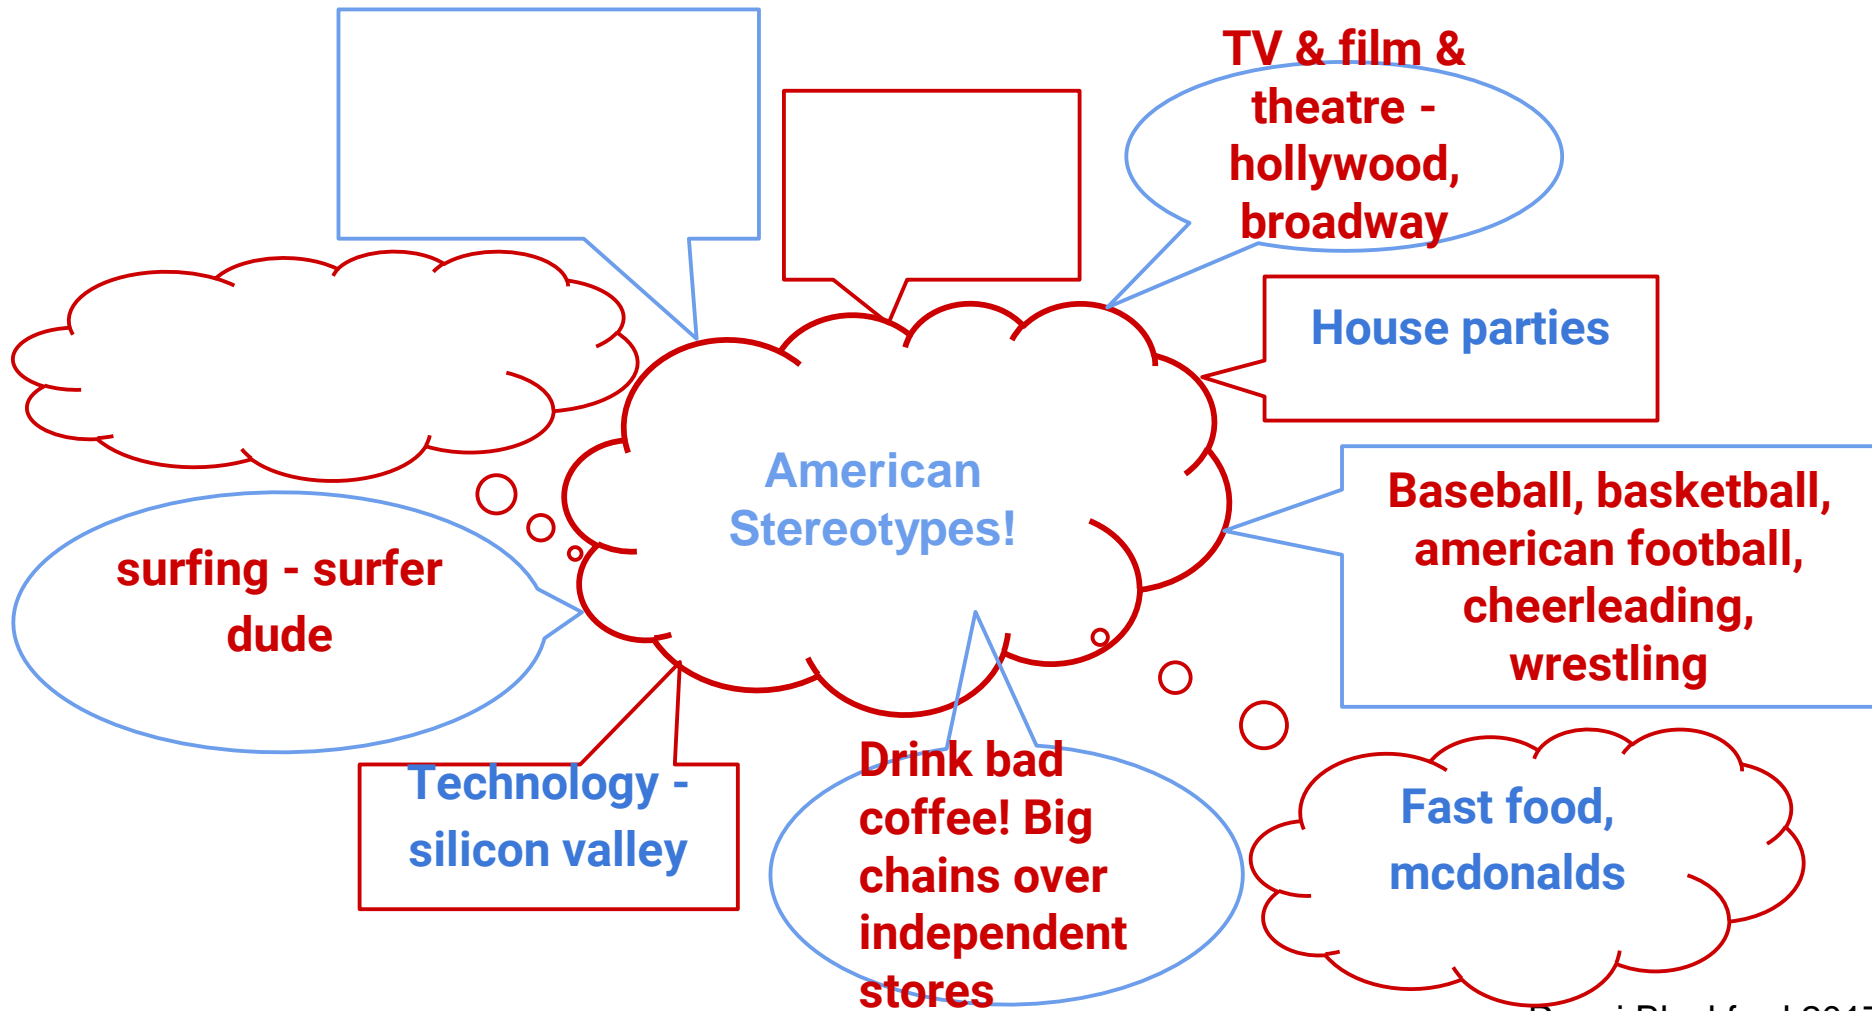 TV & film &
theatre -
hollywood,
broadway
House parties
American
Stereotypes!
Baseball, basketball,
american football,
cheerleading,
wrestling
surfing - surfer
dude
Technology -
silicon valley
Drink bad
coffee! Big
chains over
independent
stores
Fast food,
mcdonalds